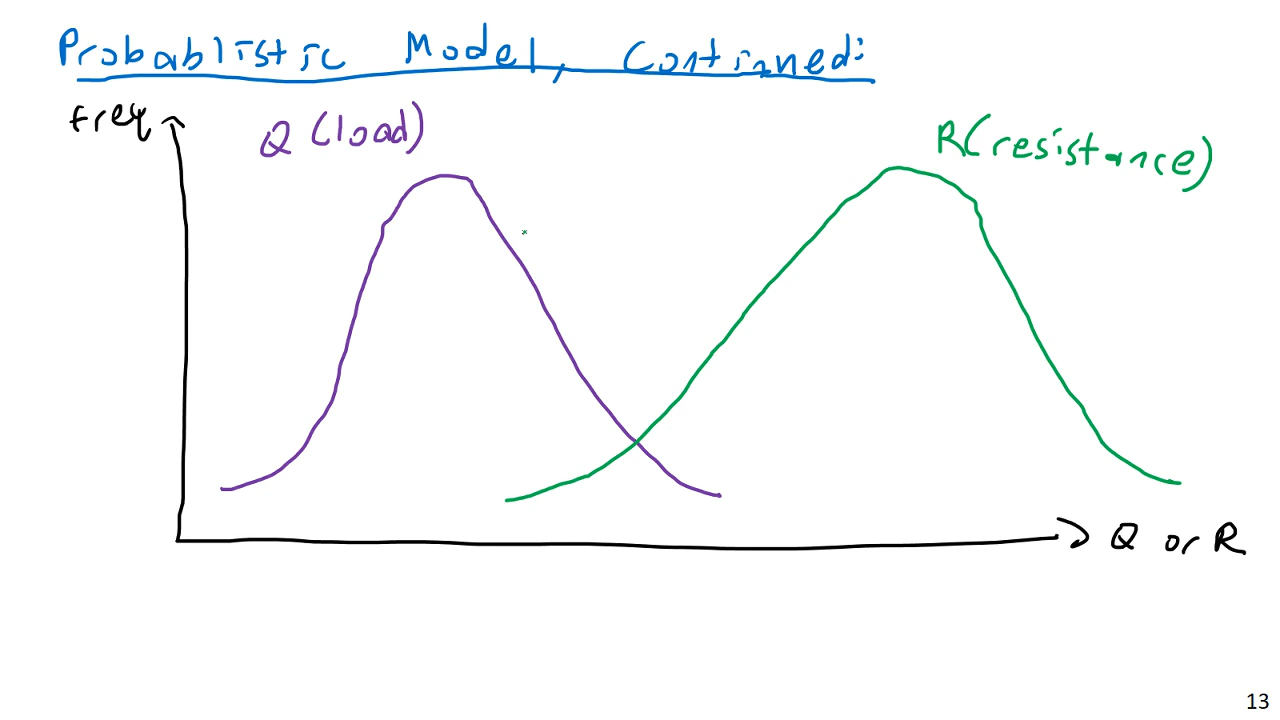 Probablistic Model, Continued:
Freq
Q (load)
R(resistance)
Q or R
13